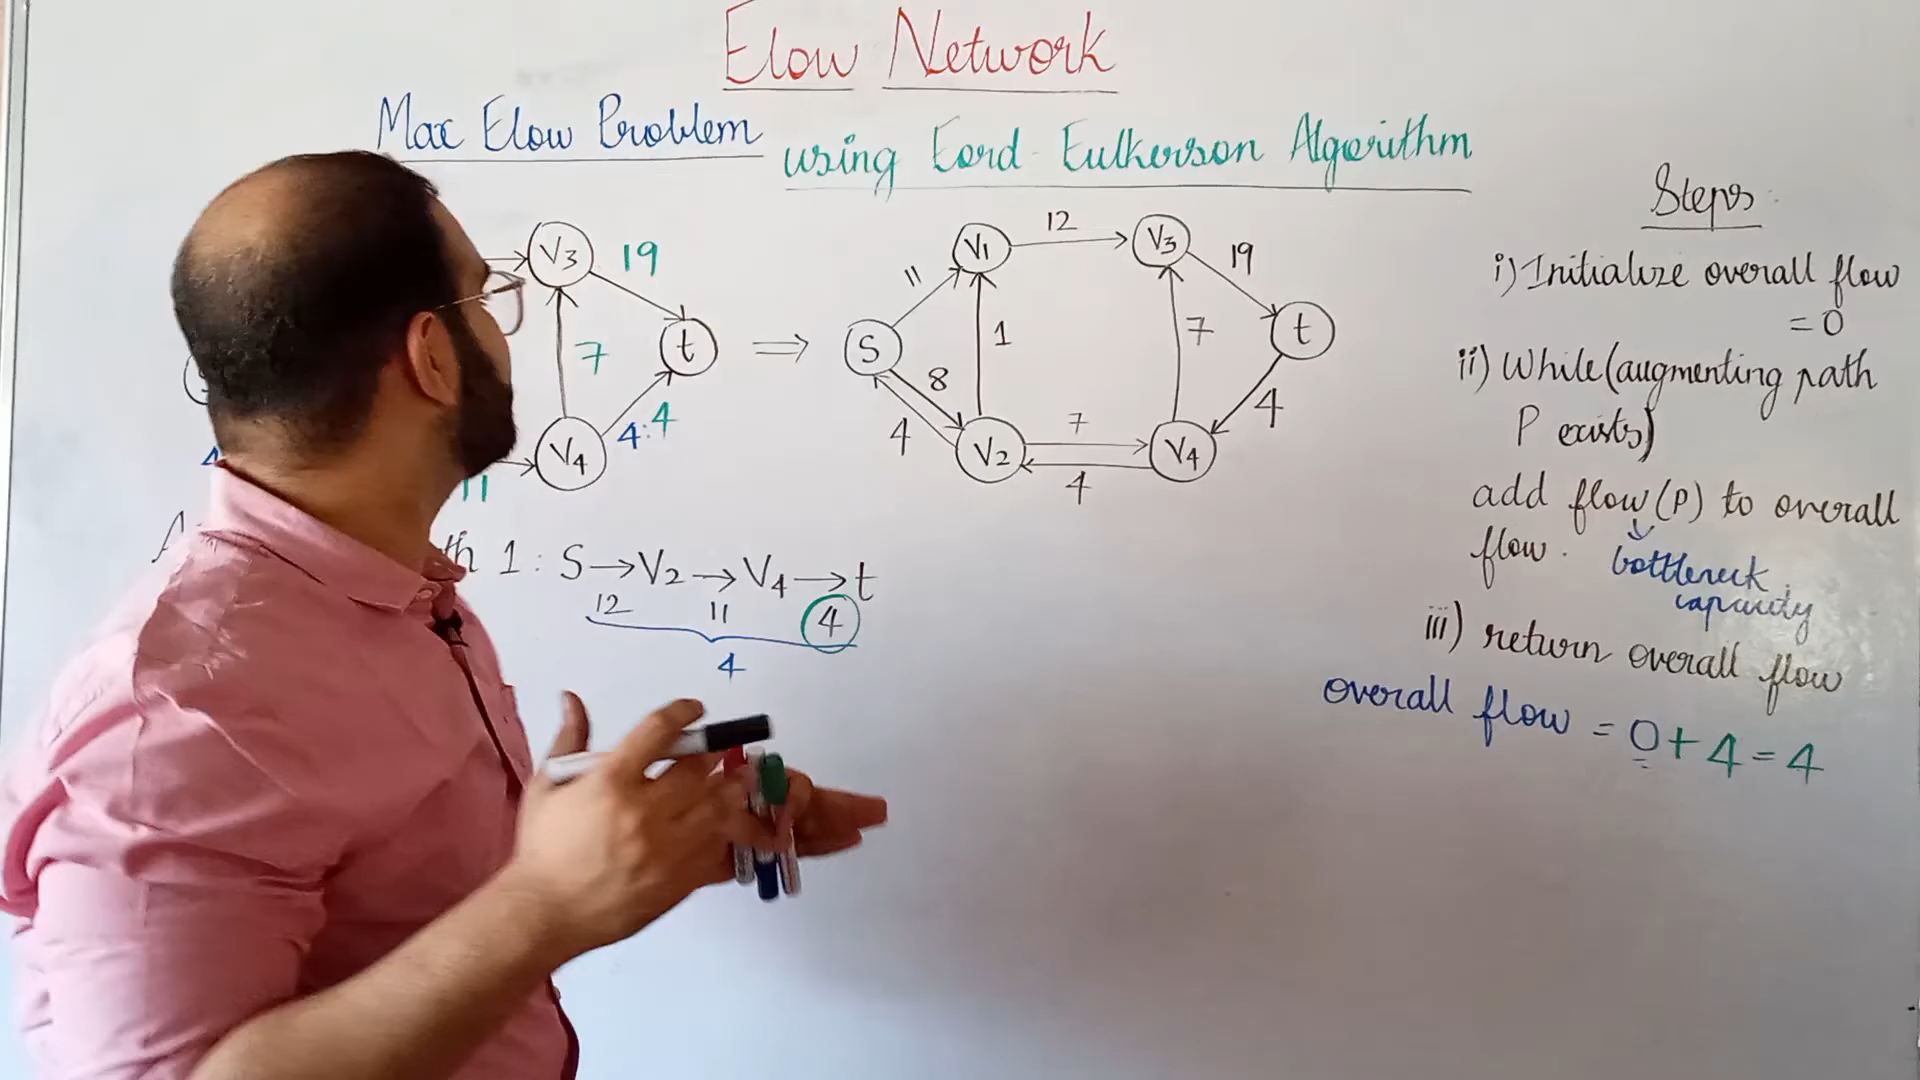 Flow Network
Max Flow Problem
using Ford-Fulkerson Algorithm
V3
19
7
t
4:4
V4
11
4
⇒
V1
12
V3
19
11
S
1
7
t
8
4
4
V2
7
V4
4
th 1: S→V2→V4→t
12 11 4
4
Steps:
i) Initialize overall flow
= 0
ii) While (augmenting path
P exists)
add flow (P) to overall
flow.
bottleneck
capacity
iii) return overall flow
overall flow = 0+4=4